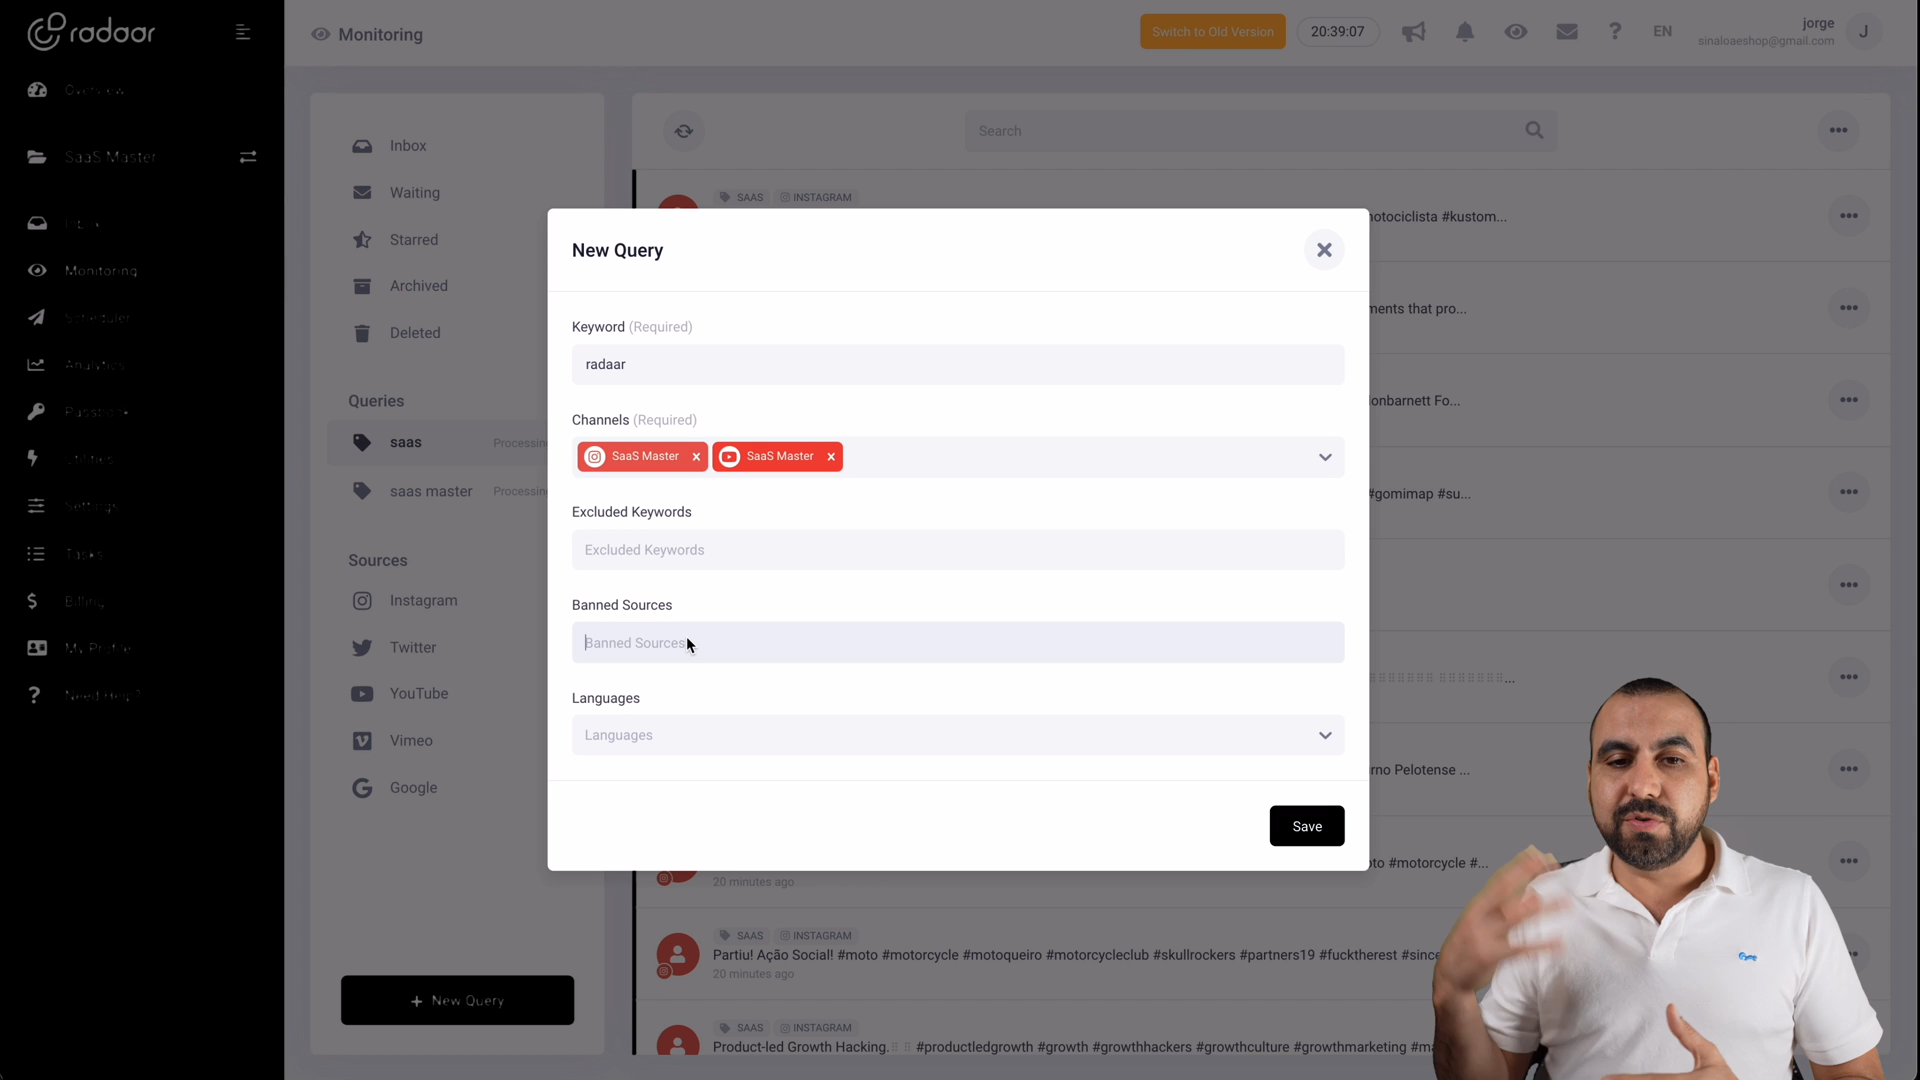 radaar
Monitoring
Switch to Old Version
20:39:07
EN
jorge
sinaloaeshop@gmail.com
J
Overview
SaaS Master
Inbox
Monitoring
Scheduler
Analytics
Utilities
Settings
Tasks
Billing
My Profile
Need Help?
Inbox
Waiting
Starred
Archived
Deleted
Queries
saas
Processing
saas master
Processing
Sources
Instagram
Twitter
YouTube
Vimeo
Google
+ New Query
Search
SAAS
INSTAGRAM
motociclista #kustom...
ments that pro...
onbarnett Fo...
#gomimap #su...
rno Pelotense ...
oto #motorcycle #...
20 minutes ago
SAAS
INSTAGRAM
Partiu! Ação Social! #moto #motorcycle #motoqueiro #motorcycleclub #skullrockers #partners19 #fucktherest #since
20 minutes ago
SAAS
INSTAGRAM
Product-led Growth Hacking. #productledgrowth #growth #growthhackers #growthculture #growthmarketing #ma
New Query
Keyword (Required)
radaar
Channels (Required)
SaaS Master
SaaS Master
Excluded Keywords
Excluded Keywords
Banned Sources
Banned Sources
Languages
Languages
Save